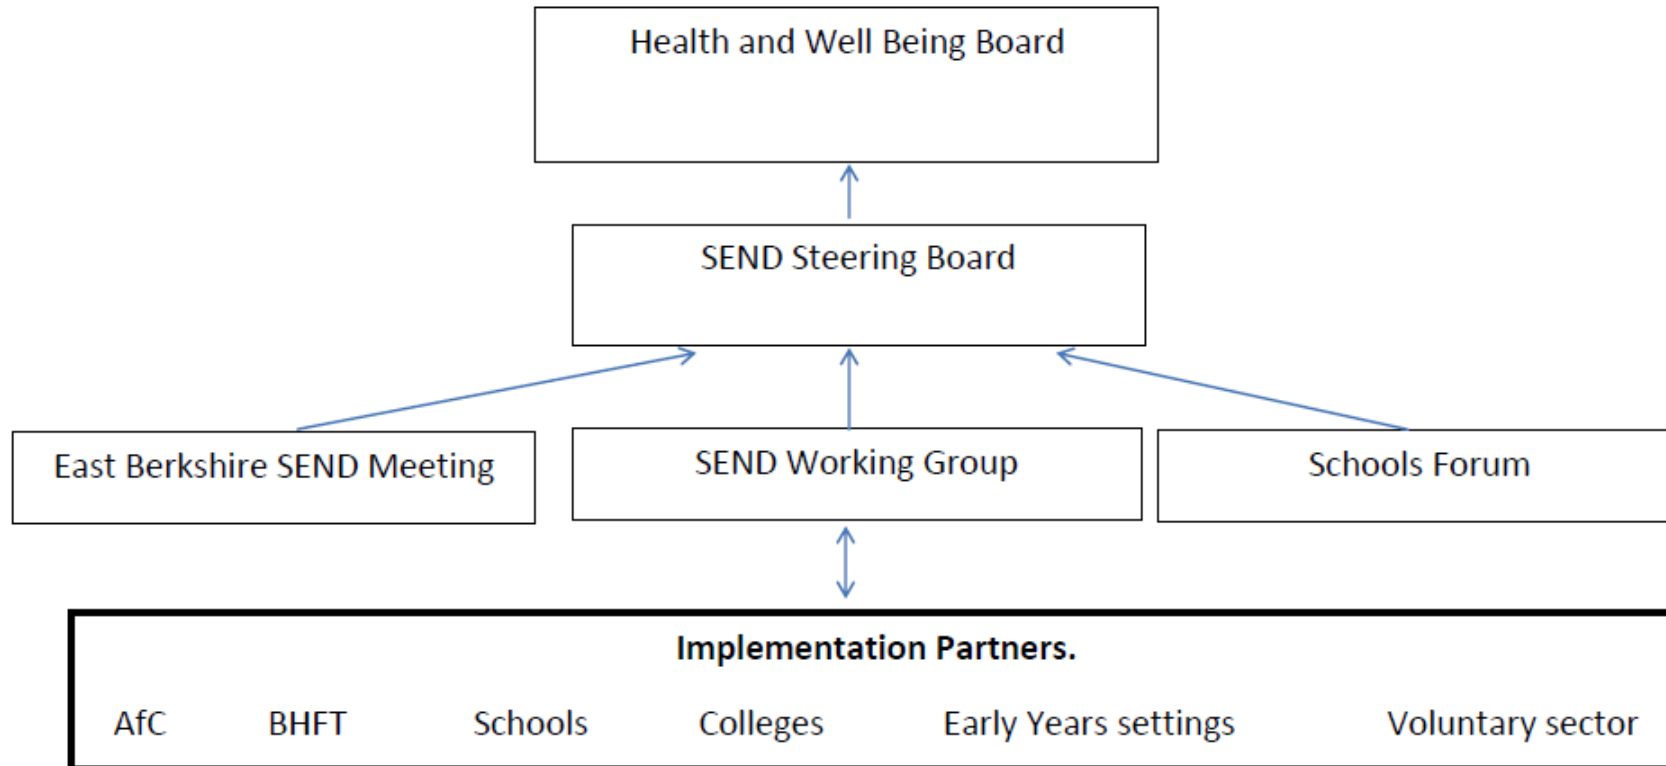 Health and Well Being Board
SEND Steering Board
East Berkshire SEND Meeting
SEND Working Group
Schools Forum
Implementation Partners.
AfC BHFT Schools Colleges Early Years settings Voluntary sector